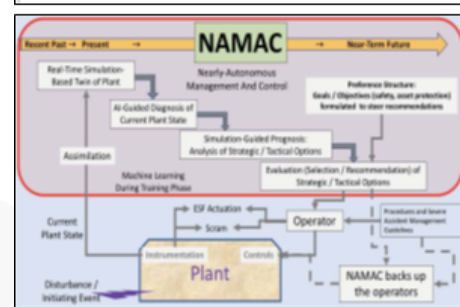 Recent Past → Present
→
NAMAC
→
Near-Term Future
Nearly-Autonomous
Management And Control
Real-Time Simulation-
Based Twin of Plant
Preference Structure:
Goals / Objectives (safety, asset protection)
formulated to steer recommendations
AI-Guided Diagnosis of
Current Plant State
Simulation-Guided Prognosis:
Analysis of Strategic / Tactical Options
Assimilation
Machine Learning
During Training Phase
Evaluation (Selection / Recommendation) of
Strategic / Tactical Options
ESF Actuation
Scram
Operator
Procedures and Severe
Accident Management
Guidelines
Current
Plant State
Instrumentation
Controls
Plant
NAMAC backs up
the operators
Disturbance /
Initiating Event